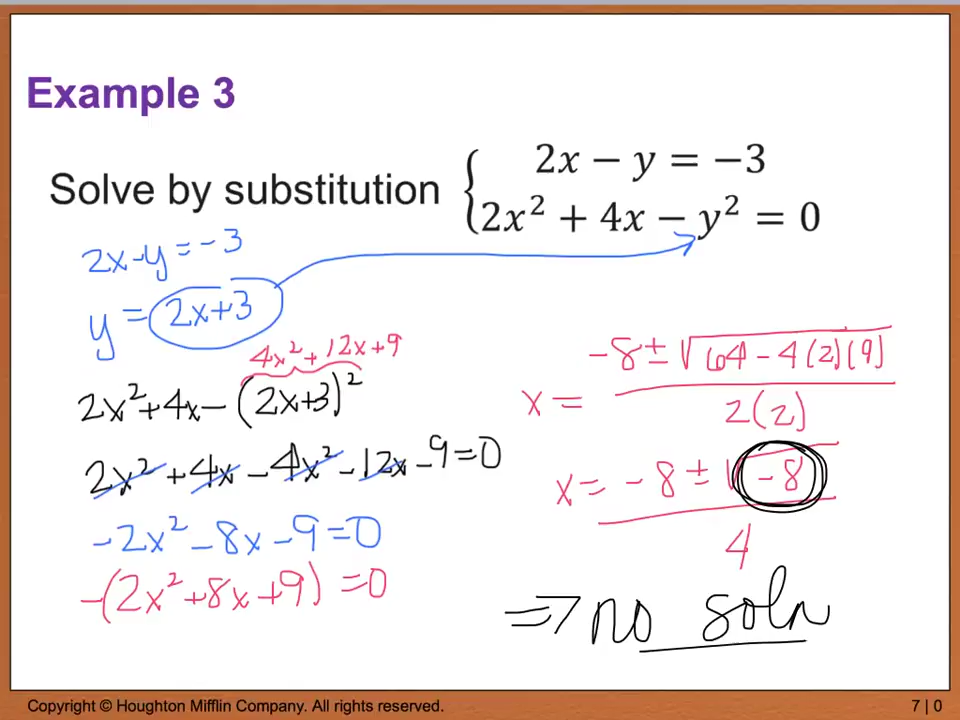 Example 3
Solve by substitution
2x − y = −3
2x² + 4x − y² = 0
2x-y=-3
y = 2x+3
4x²+12x+9
2x²+4x-(2x+3)²
2x²+4x-4x²-12x-9=0
-2x²-8x-9=0
-(2x²+8x+9)=0
x = -8±√64-4(2)(9) / 2(2)
x = -8±√-8 / 4
⇒ no soln
Copyright © Houghton Mifflin Company. All rights reserved.
7 | 0